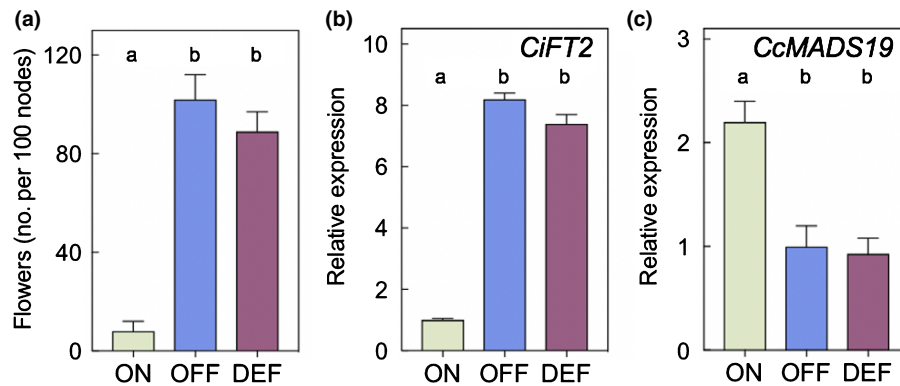 (a)
Flowers (no. per 100 nodes)
120
80
40
0
a
b
b
ON OFF DEF
(b)
Relative expression
10
8
6
4
2
0
CiFT2
a
b
b
ON OFF DEF
(c)
Relative expression
3
2
1
0
CcMADS19
a
b
b
ON OFF DEF